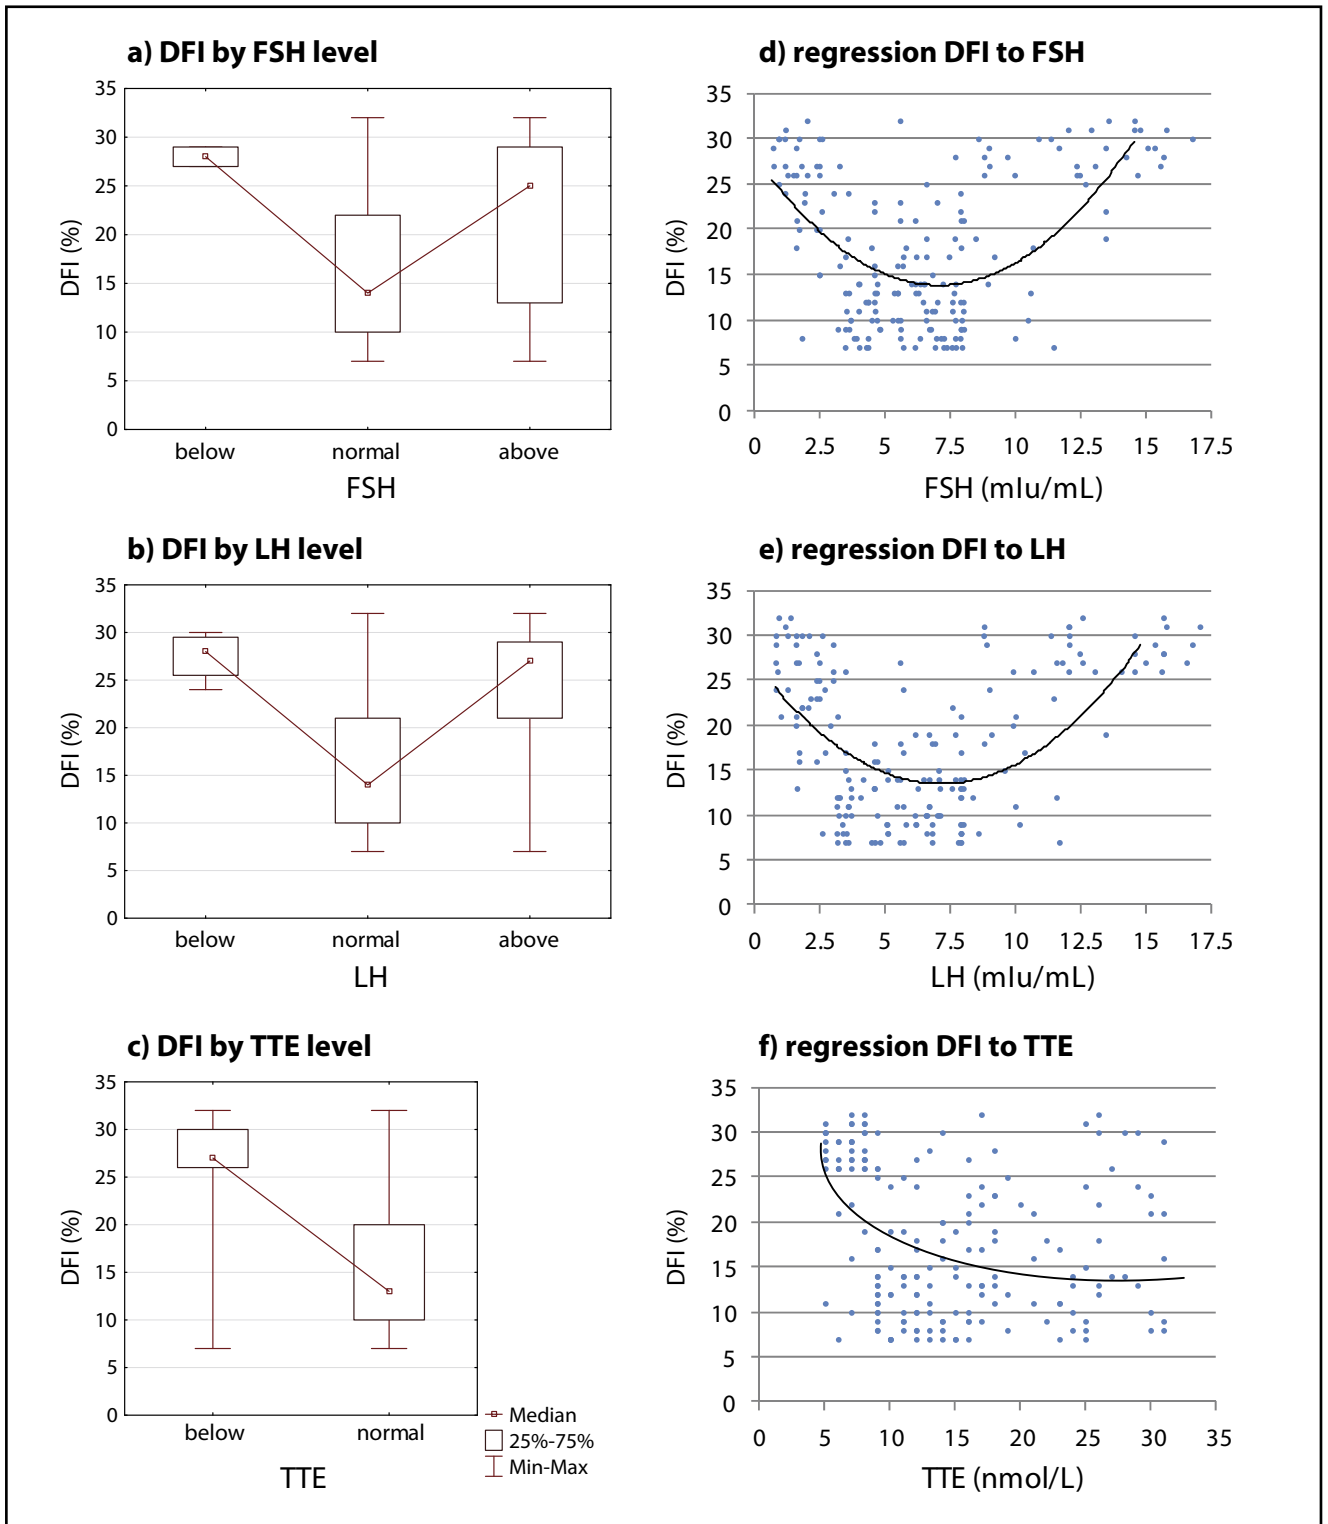 a) DFI by FSH level
35
30
25
20
15
10
5
0
DFI (%)
below normal above
FSH
d) regression DFI to FSH
35
30
25
20
15
10
5
0
DFI (%)
0 2.5 5 7.5 10 12.5 15 17.5
FSH (mIu/mL)
b) DFI by LH level
35
30
25
20
15
10
5
0
DFI (%)
below normal above
LH
e) regression DFI to LH
35
30
25
20
15
10
5
0
DFI (%)
0 2.5 5 7.5 10 12.5 15 17.5
LH (mIu/mL)
c) DFI by TTE level
35
30
25
20
15
10
5
0
DFI (%)
below normal
TTE
Median
25%-75%
Min-Max
f) regression DFI to TTE
35
30
25
20
15
10
5
0
DFI (%)
0 5 10 15 20 25 30 35
TTE (nmol/L)